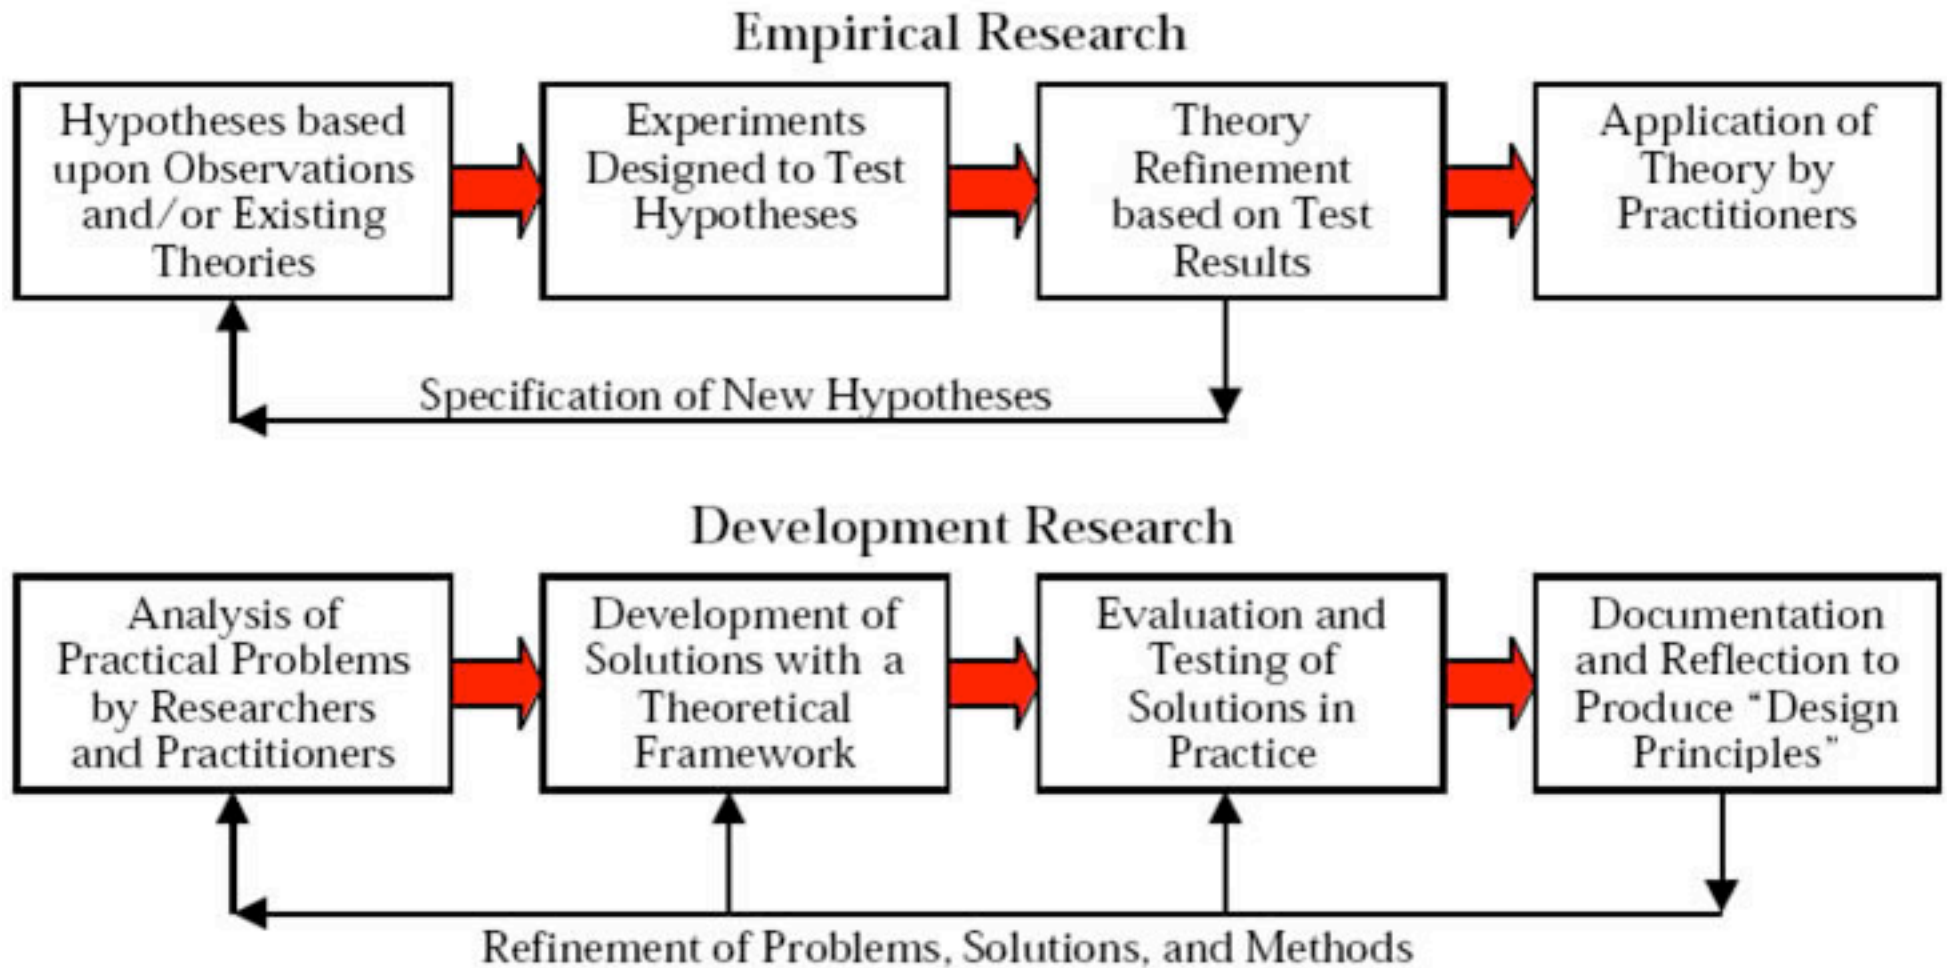 Empirical Research
Hypotheses based
upon Observations
and/or Existing
Theories
Experiments
Designed to Test
Hypotheses
Theory
Refinement
based on Test
Results
Application of
Theory by
Practitioners
Specification of New Hypotheses
Development Research
Analysis of
Practical Problems
by Researchers
and Practitioners
Development of
Solutions with a
Theoretical
Framework
Evaluation and
Testing of
Solutions in
Practice
Documentation
and Reflection to
Produce “Design
Principles”
Refinement of Problems, Solutions, and Methods